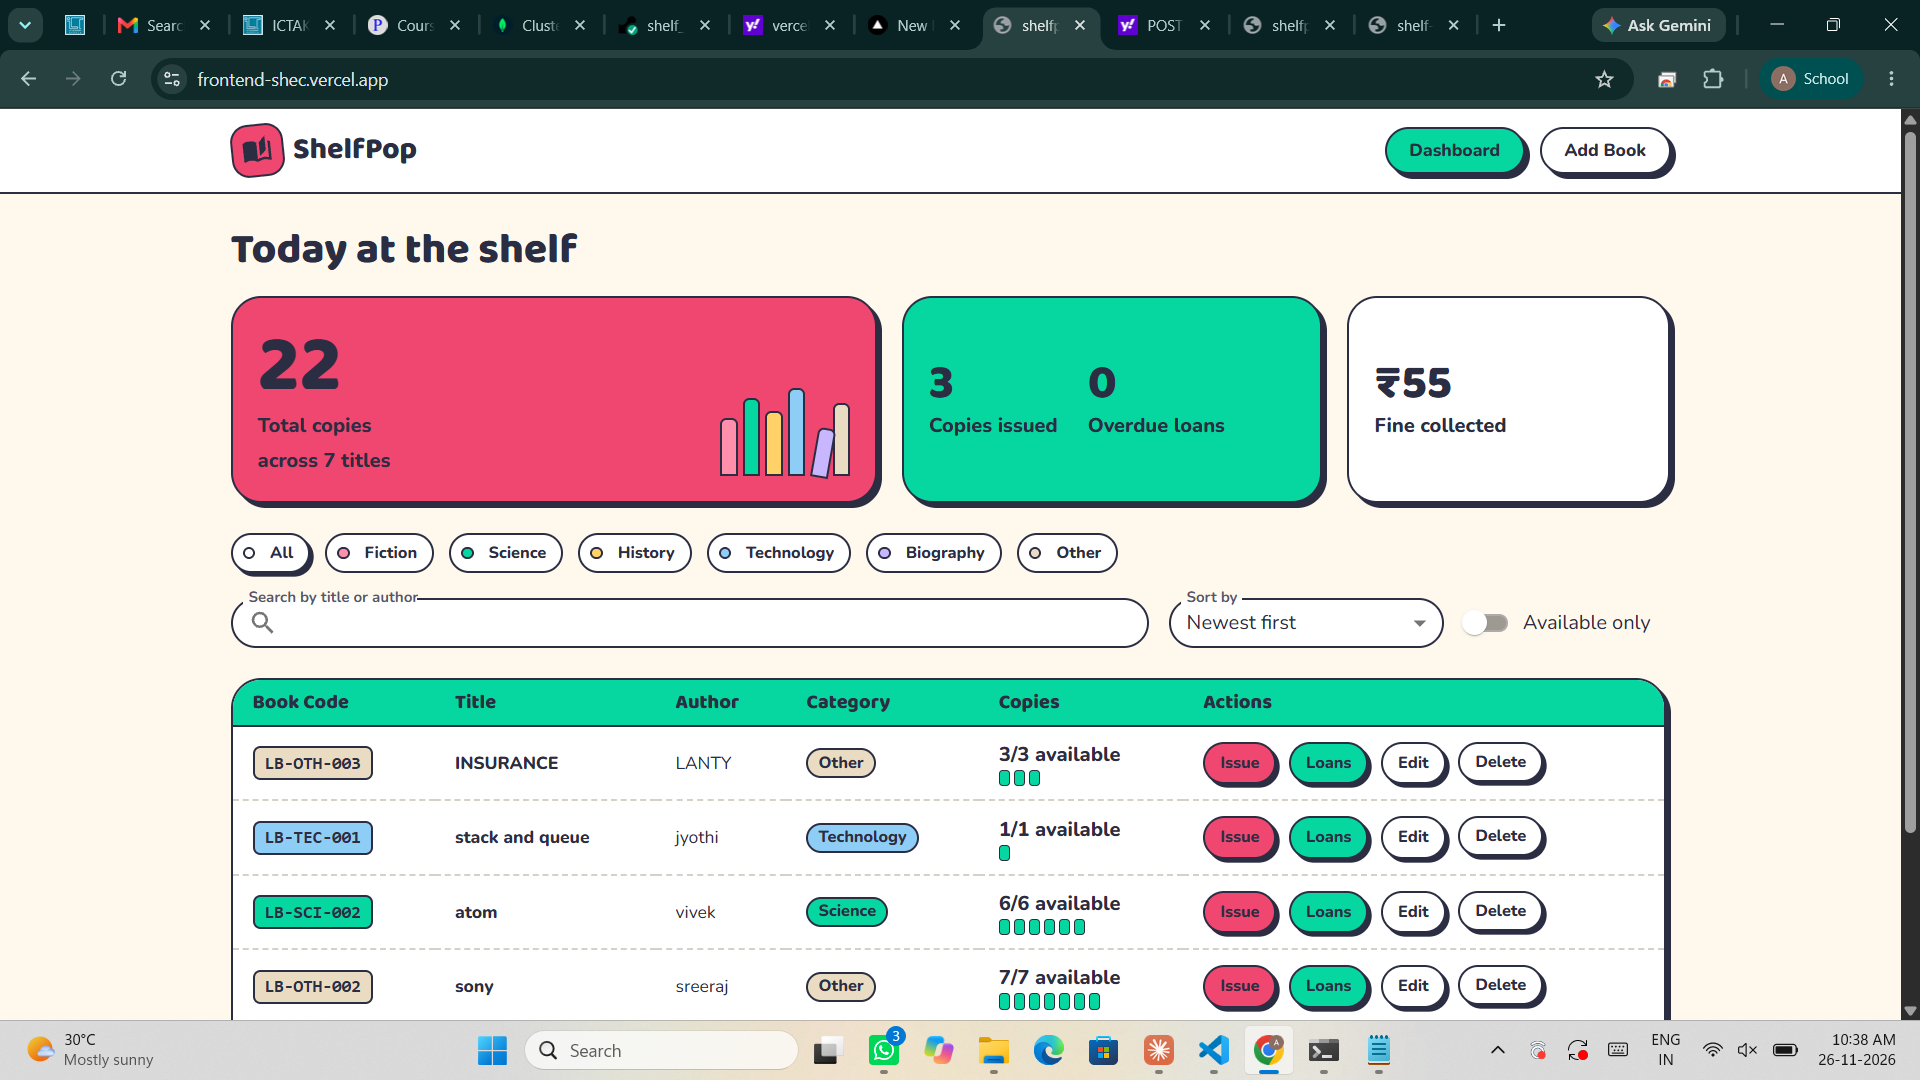 Searc
ICTAK
Cours
Cluste
shelf_
verce
New
shelfp
POST
shelfp
shelf-
Ask Gemini
frontend-shec.vercel.app
A School
ShelfPop
Dashboard
Add Book
Today at the shelf
22
Total copies
across 7 titles
3
Copies issued
0
Overdue loans
₹55
Fine collected
All
Fiction
Science
History
Technology
Biography
Other
Search by title or author
Sort by
Newest first
Available only
Book Code Title Author Category Copies Actions
LB-OTH-003 INSURANCE LANTY Other 3/3 available Issue Loans Edit Delete
LB-TEC-001 stack and queue jyothi Technology 1/1 available Issue Loans Edit Delete
LB-SCI-002 atom vivek Science 6/6 available Issue Loans Edit Delete
LB-OTH-002 sony sreeraj Other 7/7 available Issue Loans Edit Delete
30°C
Mostly sunny
Search
3
ENG
IN
10:38 AM
26-11-2026